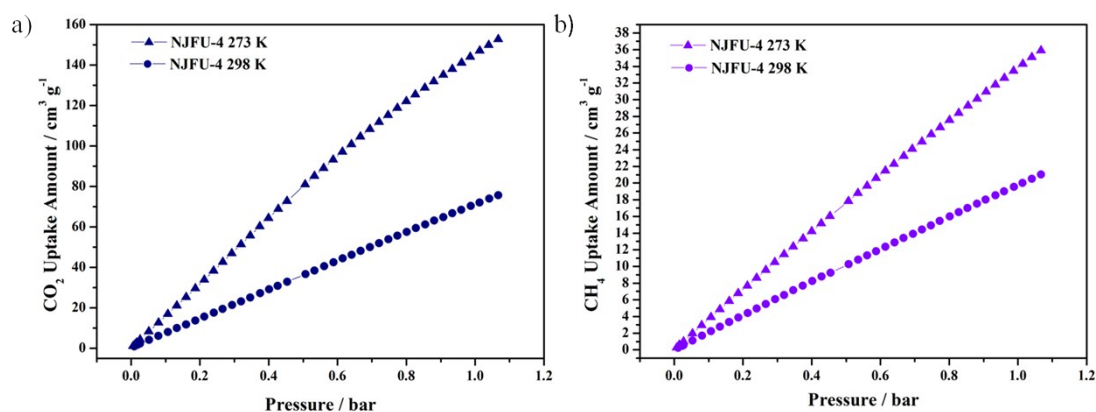 a)
NJFU-4 273 K
NJFU-4 298 K
CO₂ Uptake Amount / cm³ g⁻¹
160
140
120
100
80
60
40
20
0
0.0 0.2 0.4 0.6 0.8 1.0 1.2
Pressure / bar
b)
NJFU-4 273 K
NJFU-4 298 K
CH₄ Uptake Amount / cm³ g⁻¹
38
36
34
32
30
28
26
24
22
20
18
16
14
12
10
8
6
4
2
0
0.0 0.2 0.4 0.6 0.8 1.0 1.2
Pressure / bar